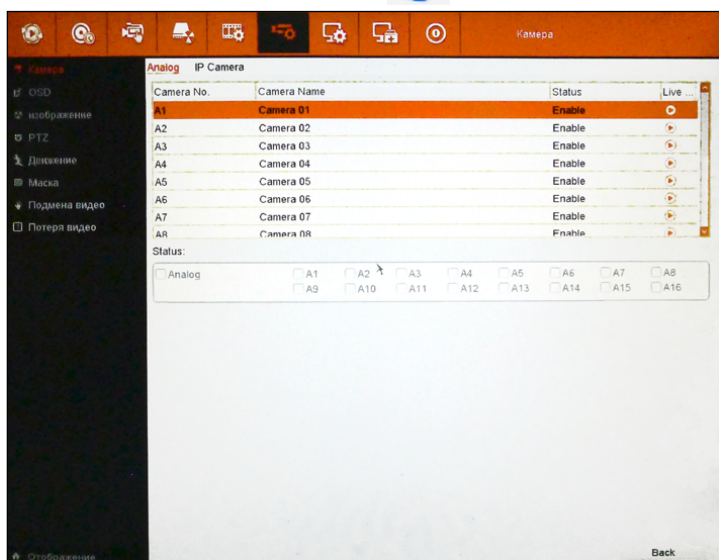 Камера
Камера
OSD
изображение
PTZ
Движение
Маска
Подмена видео
Потеря видео
Отображение
Analog IP Camera
Camera No. Camera Name Status Live ...
A1 Camera 01 Enable
A2 Camera 02 Enable
A3 Camera 03 Enable
A4 Camera 04 Enable
A5 Camera 05 Enable
A6 Camera 06 Enable
A7 Camera 07 Enable
A8 Camera 08 Enable
Status:
Analog A1 A2 A3 A4 A5 A6 A7 A8
A9 A10 A11 A12 A13 A14 A15 A16
Back